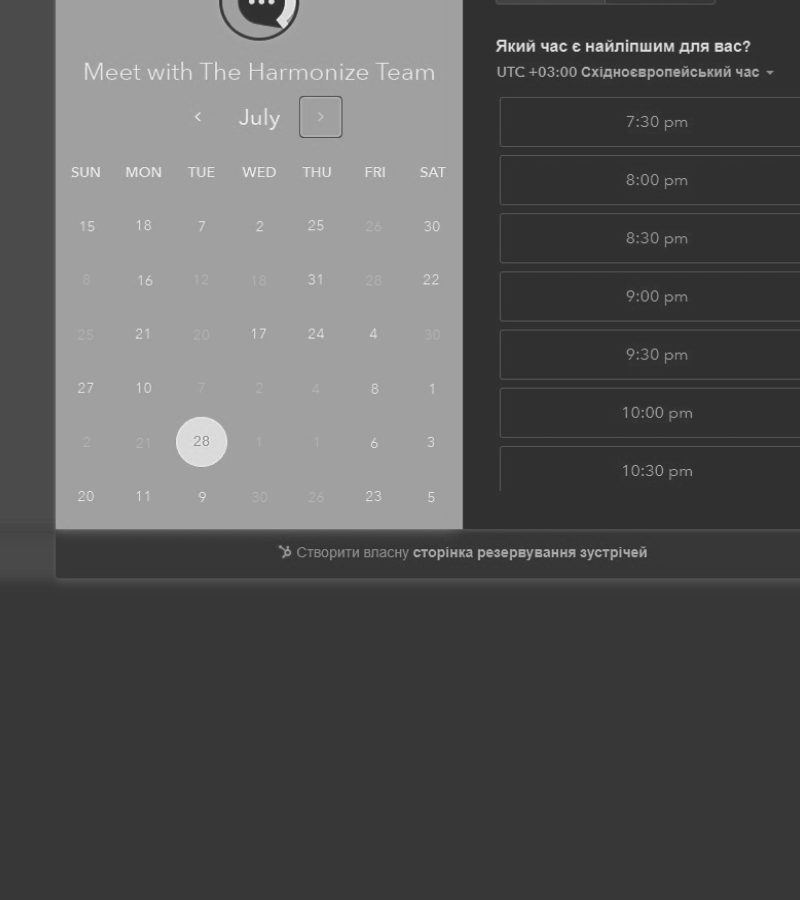 Meet with The Harmonize Team
July
SUN MON TUE WED THU FRI SAT
15 18 7 2 25 26 30
8 16 12 18 31 28 22
25 21 20 17 24 4 30
27 10 7 2 4 8 1
2 21 28 1 1 6 3
20 11 9 30 26 23 5
Який час є найліпшим для вас?
UTC +03:00 Східноєвропейський час
7:30 pm
8:00 pm
8:30 pm
9:00 pm
9:30 pm
10:00 pm
10:30 pm
Створити власну сторінка резервування зустрічей